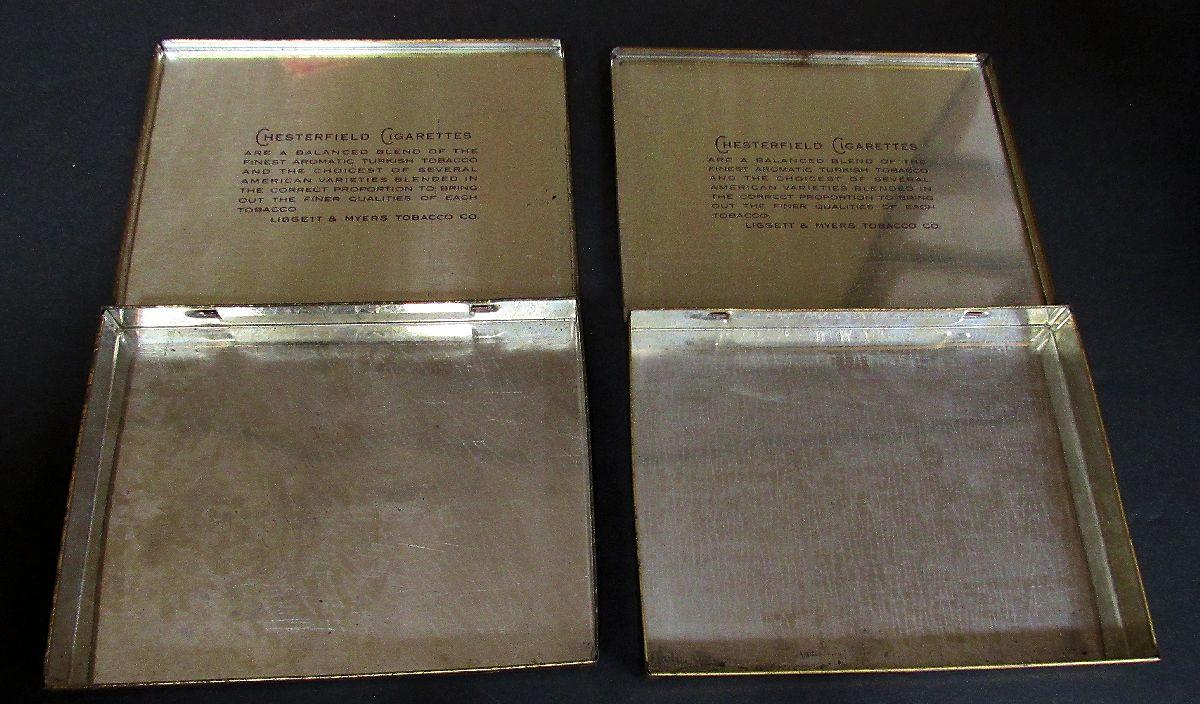 CHESTERFIELD CIGARETTES
ARE A BALANCED BLEND OF THE
FINEST AROMATIC TURKISH TOBACCO
AND THE CHOICEST OF SEVERAL
AMERICAN VARIETIES BLENDED IN
THE CORRECT PROPORTION TO BRING
OUT THE FINER QUALITIES OF EACH
TOBACCO.
LIGGETT & MYERS TOBACCO CO.
CHESTERFIELD CIGARETTES
ARE A BALANCED BLEND OF THE
FINEST AROMATIC TURKISH TOBACCO
AND THE CHOICEST OF SEVERAL
AMERICAN VARIETIES BLENDED IN
THE CORRECT PROPORTION TO BRING
OUT THE FINER QUALITIES OF EACH
TOBACCO.
LIGGETT & MYERS TOBACCO CO.